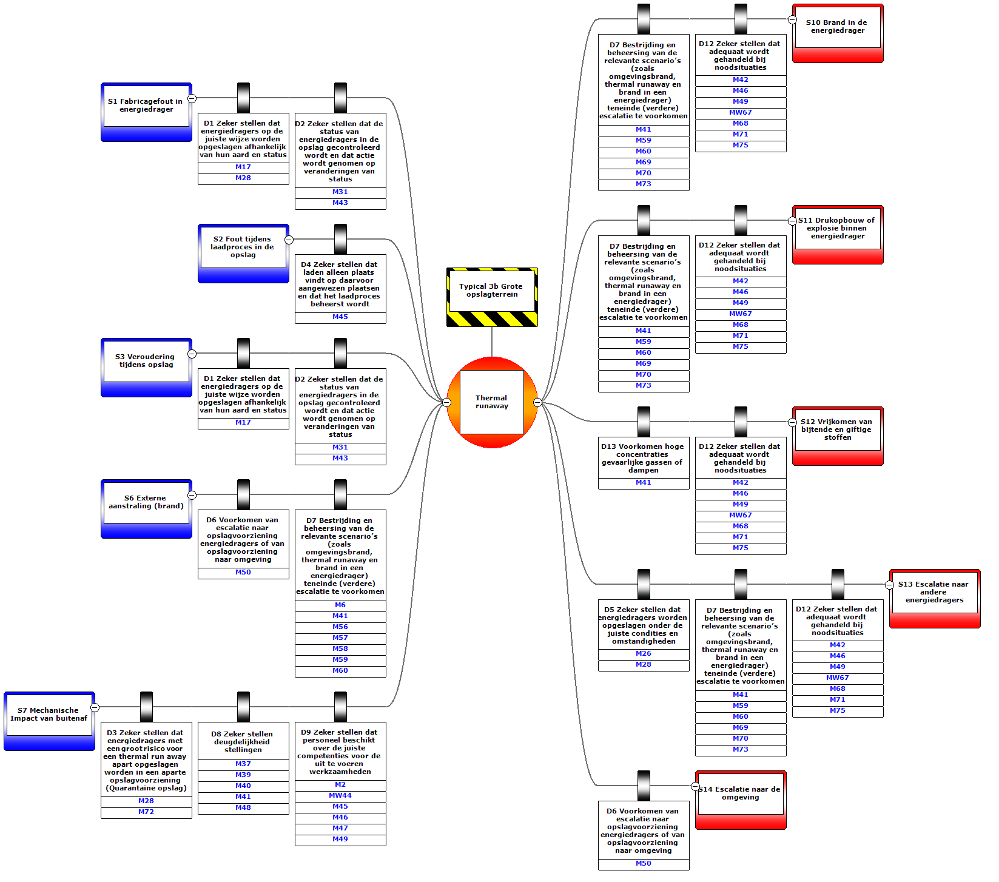 S1 Fabricagefout in
energiedrager
D1 Zeker stellen dat
energiedragers op de
juiste wijze worden
opgeslagen afhankelijk
van hun aard en status
M17
M28
D2 Zeker stellen dat de
status van
energiedragers in de
opslag gecontroleerd
wordt en dat actie
wordt genomen op
veranderingen van
status
M31
M43
S2 Fout tijdens
laadproces in de
opslag
D4 Zeker stellen dat
laden alleen plaats
vindt op daarvoor
aangewezen plaatsen
en dat het laadproces
beheerst wordt
M45
S3 Veroudering
tijdens opslag
D1 Zeker stellen dat
energiedragers op de
juiste wijze worden
opgeslagen afhankelijk
van hun aard en status
M17
D2 Zeker stellen dat de
status van
energiedragers in de
opslag gecontroleerd
wordt en dat actie
wordt genomen op
veranderingen van
status
M31
M43
S6 Externe
aanstraling (brand)
D6 Voorkomen van
escalatie naar
opslagvoorziening
energiedragers of van
opslagvoorziening
naar omgeving
M50
D7 Bestrijding en
beheersing van de
relevante scenario’s
(zoals
omgevingsbrand,
thermal runaway en
brand in een
energiedrager)
teneinde (verdere)
escalatie te voorkomen
M6
M41
M56
M57
M58
M59
M60
S7 Mechanische
Impact van buitenaf
D3 Zeker stellen dat
energiedragers met
een groot risico voor
een thermal run away
apart opgeslagen
worden in een aparte
opslagvoorziening
(Quarantaine opslag)
M28
M72
D8 Zeker stellen
deugdelijkheid
stellingen
M37
M39
M40
M41
M48
D9 Zeker stellen dat
personeel beschikt
over de juiste
competenties voor de
uit te voeren
werkzaamheden
M2
MW44
M45
M46
M47
M49
Typical 3b Grote
opslagterrein
Thermal
runaway
D7 Bestrijding en
beheersing van de
relevante scenario’s
(zoals
omgevingsbrand,
thermal runaway en
brand in een
energiedrager)
teneinde (verdere)
escalatie te voorkomen
M41
M59
M60
M69
M70
M73
D12 Zeker stellen dat
adequaat wordt
gehandeld bij
noodsituaties
M42
M46
M49
MW67
M68
M71
M75
S10 Brand in de
energiedrager
D7 Bestrijding en
beheersing van de
relevante scenario’s
(zoals
omgevingsbrand,
thermal runaway en
brand in een
energiedrager)
teneinde (verdere)
escalatie te voorkomen
M41
M59
M60
M69
M70
M73
D12 Zeker stellen dat
adequaat wordt
gehandeld bij
noodsituaties
M42
M46
M49
MW67
M68
M71
M75
S11 Drukopbouw of
explosie binnen
energiedrager
D13 Voorkomen hoge
concentraties
gevaarlijke gassen of
dampen
M41
D12 Zeker stellen dat
adequaat wordt
gehandeld bij
noodsituaties
M42
M46
M49
MW67
M68
M71
M75
S12 Vrijkomen van
bijtende en giftige
stoffen
D5 Zeker stellen dat
energiedragers worden
opgeslagen onder de
juiste condities en
omstandigheden
M26
M28
D7 Bestrijding en
beheersing van de
relevante scenario’s
(zoals
omgevingsbrand,
thermal runaway en
brand in een
energiedrager)
teneinde (verdere)
escalatie te voorkomen
M41
M59
M60
M69
M70
M73
D12 Zeker stellen dat
adequaat wordt
gehandeld bij
noodsituaties
M42
M46
M49
MW67
M68
M71
M75
S13 Escalatie naar
andere
energiedragers
D6 Voorkomen van
escalatie naar
opslagvoorziening
energiedragers of van
opslagvoorziening
naar omgeving
M50
S14 Escalatie naar de
omgeving